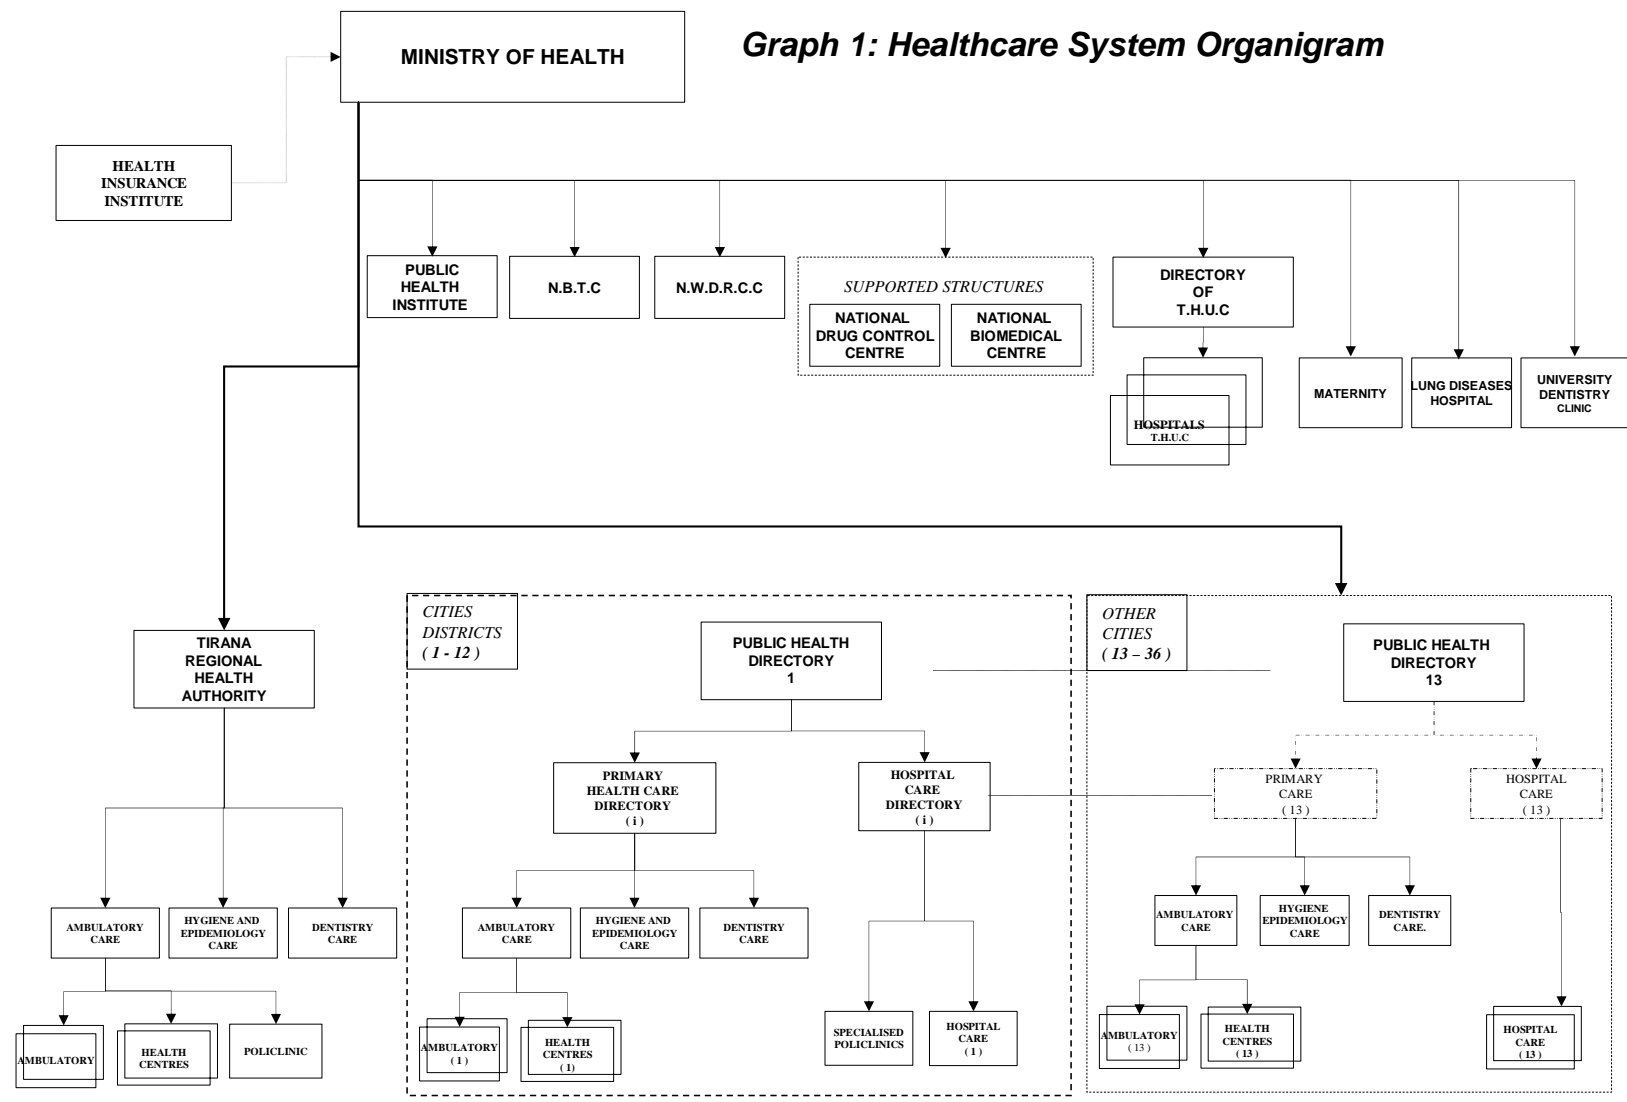 Graph 1: Healthcare System Organigram
MINISTRY OF HEALTH
HEALTH
INSURANCE
INSTITUTE
PUBLIC
HEALTH
INSTITUTE
N.B.T.C
N.W.D.R.C.C
SUPPORTED STRUCTURES
NATIONAL
DRUG CONTROL
CENTRE
NATIONAL
BIOMEDICAL
CENTRE
DIRECTORY
OF
T.H.U.C
HOSPITALS
T.H.U.C
MATERNITY
LUNG DISEASES
HOSPITAL
UNIVERSITY
DENTISTRY
CLINIC
TIRANA
REGIONAL
HEALTH
AUTHORITY
AMBULATORY
CARE
HYGIENE AND
EPIDEMIOLOGY
CARE
DENTISTRY
CARE
AMBULATORY
HEALTH
CENTRES
POLICLINIC
CITIES
DISTRICTS
( 1 - 12 )
PUBLIC HEALTH
DIRECTORY
1
PRIMARY
HEALTH CARE
DIRECTORY
( i )
HOSPITAL
CARE
DIRECTORY
( i )
AMBULATORY
CARE
HYGIENE AND
EPIDEMIOLOGY
CARE
DENTISTRY
CARE
AMBULATORY
( 1 )
HEALTH
CENTRES
( 1)
SPECIALISED
POLICLINICS
HOSPITAL
CARE
( 1 )
OTHER
CITIES
( 13 – 36 )
PUBLIC HEALTH
DIRECTORY
13
PRIMARY
CARE
( 13 )
HOSPITAL
CARE
( 13 )
AMBULATORY
CARE
HYGIENE
EPIDEMIOLOGY
CARE
DENTISTRY
CARE.
AMBULATORY
( 13 )
HEALTH
CENTRES
( 13 )
HOSPITAL
CARE
( 13 )